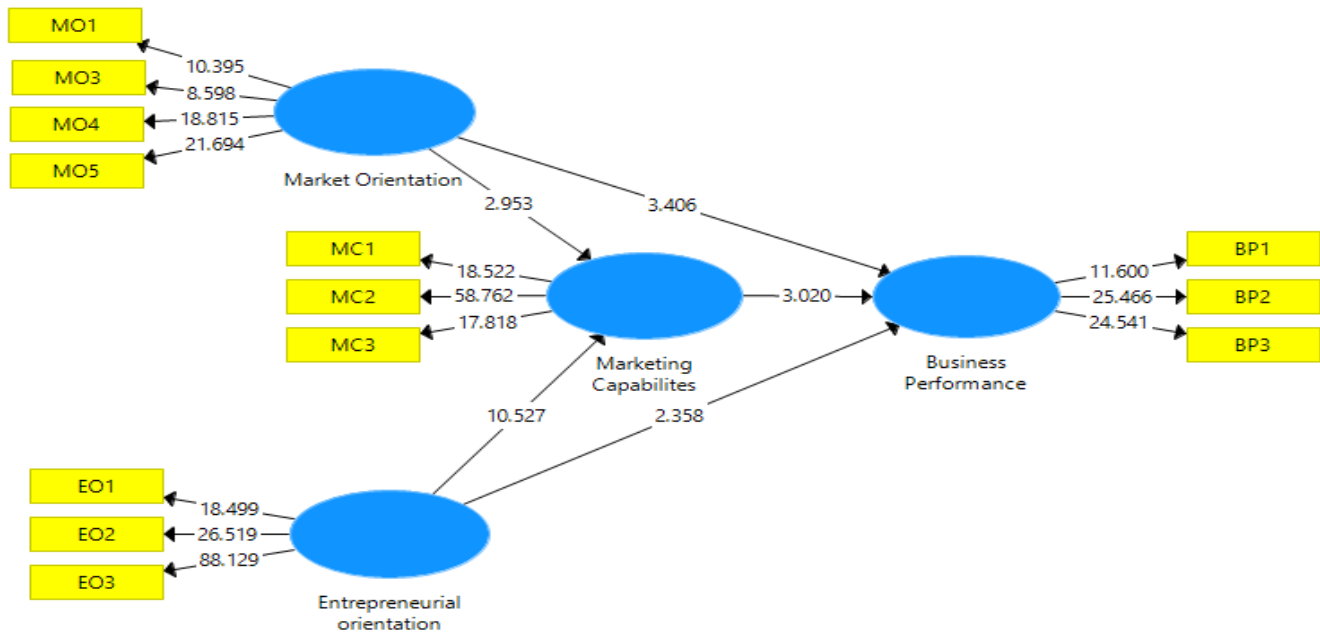 MO1
MO3
MO4
MO5
10.395
8.598
18.815
21.694
Market Orientation
2.953
3.406
MC1
MC2
MC3
18.522
58.762
17.818
Marketing
Capabilites
3.020
BP1
BP2
BP3
11.600
25.466
24.541
Business
Performance
10.527
2.358
EO1
EO2
EO3
18.499
26.519
88.129
Entrepreneurial
orientation